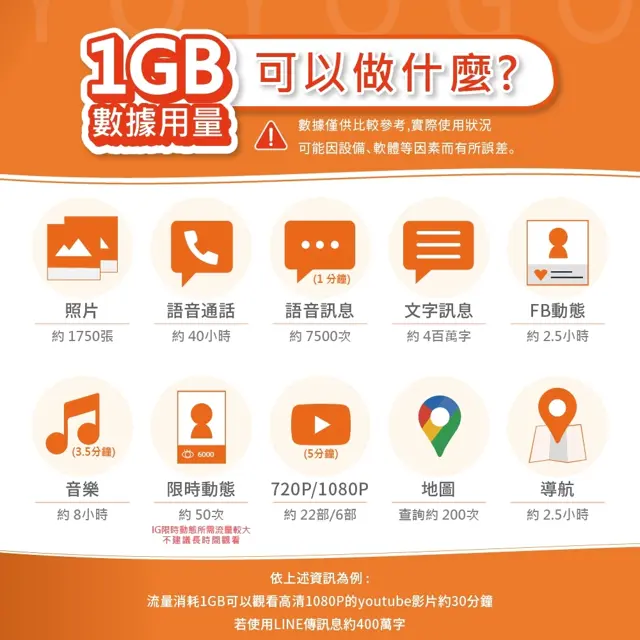 YOYOGO
1GB
數據用量
可以做什麼?
數據僅供比較參考,實際使用狀況
可能因設備、軟體等因素而有所誤差。
照片
約 1750張
語音通話
約 40小時
(1 分鐘)
語音訊息
約 7500次
文字訊息
約 4百萬字
FB動態
約 2.5小時
(3.5分鐘)
音樂
約 8小時
6000
限時動態
約 50次
IG限時動態所需流量較大
不建議長時間觀看
(5分鐘)
720P/1080P
約 22部/6部
地圖
查詢約 200次
導航
約 2.5小時
依上述資訊為例 :
流量消耗1GB可以觀看高清1080P的youtube影片約30分鐘
若使用LINE傳訊息約400萬字